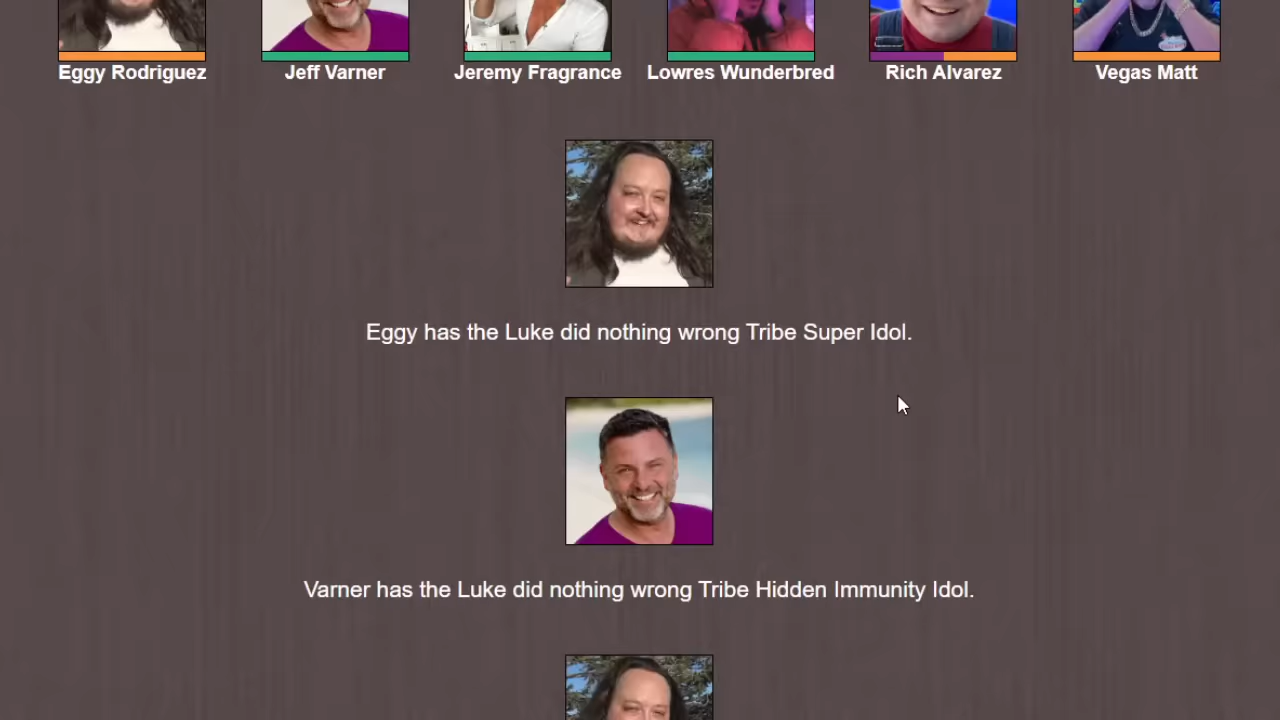 Eggy Rodriguez Jeff Varner Jeremy Fragrance Lowres Wunderbred Rich Alvarez Vegas Matt
Eggy has the Luke did nothing wrong Tribe Super Idol.
Varner has the Luke did nothing wrong Tribe Hidden Immunity Idol.